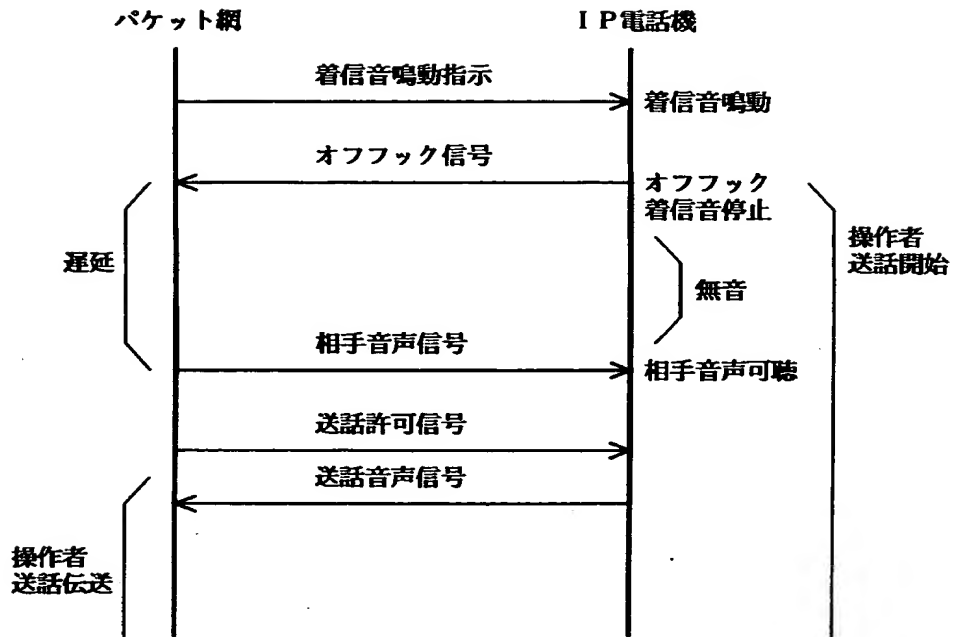 パケット網
ＩＰ電話機
着信音鳴動指示
着信音鳴動
オフフック信号
オフフック
着信音停止
操作者
送話開始
遅延
無音
相手音声信号
相手音声可聴
送話許可信号
送話音声信号
操作者
送話伝送